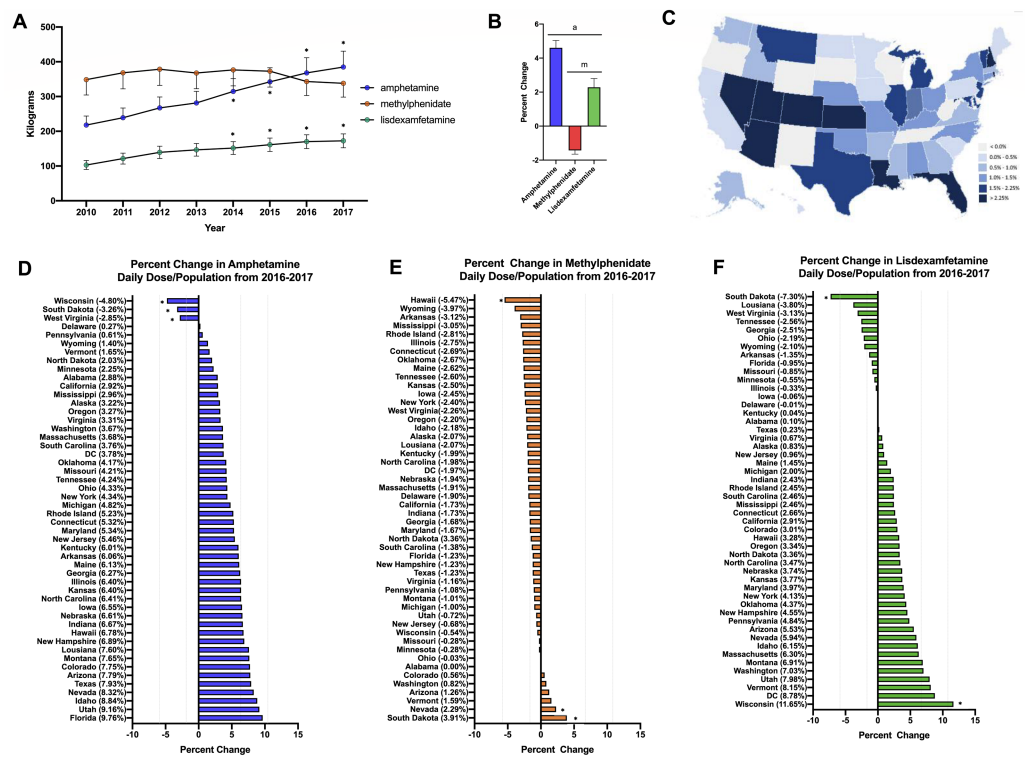 A
500
400
300
200
100
0
Kilograms
2010 2011 2012 2013 2014 2015 2016 2017
Year
amphetamine
methylphenidate
lisdexamfetamine
B
6
4
2
0
-2
Percent Change
a
m
Amphetamine
Methylphenidate
Lisdexamfetamine
C
< 0.0%
0.0% - 0.5%
0.5% - 1.0%
1.0% - 1.5%
1.5% - 2.25%
> 2.25%
D
Percent Change in Amphetamine
Daily Dose/Population from 2016-2017
Wisconsin (-4.80%)
South Dakota (-3.26%)
West Virginia (-2.85%)
Delaware (0.27%)
Pennsylvania (0.61%)
Wyoming (1.40%)
Vermont (1.65%)
North Dakota (2.03%)
Minnesota (2.25%)
Alabama (2.88%)
California (2.92%)
Mississippi (2.96%)
Alaska (3.22%)
Oregon (3.27%)
Virginia (3.31%)
Washington (3.67%)
Massachusetts (3.68%)
South Carolina (3.76%)
DC (3.78%)
Oklahoma (4.17%)
Missouri (4.21%)
Tennessee (4.24%)
Ohio (4.33%)
New York (4.34%)
Michigan (4.82%)
Rhode Island (5.23%)
Connecticut (5.32%)
Maryland (5.34%)
New Jersey (5.46%)
Kentucky (6.01%)
Arkansas (6.06%)
Maine (6.13%)
Georgia (6.27%)
Illinois (6.40%)
Kansas (6.40%)
North Carolina (6.41%)
Iowa (6.55%)
Nebraska (6.61%)
Indiana (6.67%)
Hawaii (6.78%)
New Hampshire (6.89%)
Lousiana (7.60%)
Montana (7.65%)
Colorado (7.75%)
Arizona (7.79%)
Texas (7.93%)
Nevada (8.32%)
Idaho (8.84%)
Utah (9.16%)
Florida (9.76%)
-10 -5 0 5 10 15
Percent Change
E
Percent Change in Methylphenidate
Daily Dose/Population from 2016-2017
Hawaii (-5.47%)
Wyoming (-3.97%)
Arkansas (-3.12%)
Mississippi (-3.05%)
Rhode Island (-2.81%)
Illinois (-2.75%)
Connecticut (-2.69%)
Oklahoma (-2.67%)
Maine (-2.62%)
Tennessee (-2.60%)
Kansas (-2.50%)
Iowa (-2.45%)
New York (-2.40%)
West Virginia(-2.26%)
Oregon (-2.20%)
Idaho (-2.18%)
Alaska (-2.07%)
Lousiana (-2.07%)
Kentucky (-1.99%)
North Carolina (-1.98%)
DC (-1.97%)
Nebraska (-1.94%)
Massachusetts (-1.91%)
Delaware (-1.90%)
California (-1.73%)
Indiana (-1.73%)
Georgia (-1.68%)
Maryland (-1.67%)
North Dakota (3.36%)
South Carolina (-1.38%)
Florida (-1.23%)
New Hampshire (-1.23%)
Texas (-1.23%)
Virginia (-1.16%)
Pennsylvania (-1.08%)
Montana (-1.01%)
Michigan (-1.00%)
Utah (-0.72%)
New Jersey (-0.68%)
Wisconsin (-0.54%)
Missouri (-0.28%)
Minnesota (-0.28%)
Ohio (-0.03%)
Alabama (0.00%)
Colorado (0.56%)
Washington (0.82%)
Arizona (1.26%)
Vermont (1.59%)
Nevada (2.29%)
South Dakota (3.91%)
-10 -5 0 5 10 15
Percent Change
F
Percent Change in Lisdexamfetamine
Daily Dose/Population from 2016-2017
South Dakota (-7.30%)
Lousiana (-3.80%)
West Virginia (-3.13%)
Tennessee (-2.56%)
Georgia (-2.51%)
Ohio (-2.19%)
Wyoming (-2.10%)
Arkansas (-1.35%)
Florida (-0.95%)
Missouri (-0.85%)
Minnesota (-0.55%)
Illinois (-0.33%)
Iowa (-0.06%)
Delaware (-0.01%)
Kentucky (0.04%)
Alabama (0.10%)
Texas (0.23%)
Virginia (0.67%)
Alaska (0.83%)
New Jersey (0.96%)
Maine (1.45%)
Michigan (2.00%)
Indiana (2.43%)
Rhode Island (2.45%)
South Carolina (2.46%)
Mississippi (2.46%)
Connecticut (2.66%)
California (2.91%)
Colorado (3.01%)
Hawaii (3.28%)
Oregon (3.34%)
North Dakota (3.36%)
North Carolina (3.47%)
Nebraska (3.74%)
Kansas (3.77%)
Maryland (3.97%)
New York (4.13%)
Oklahoma (4.37%)
New Hampshire (4.55%)
Pennsylvania (4.84%)
Arizona (5.53%)
Nevada (5.94%)
Idaho (6.15%)
Massachusetts (6.30%)
Montana (6.91%)
Washington (7.03%)
Utah (7.98%)
Vermont (8.15%)
DC (8.78%)
Wisconsin (11.65%)
-10 -5 0 5 10 15
Percent Change